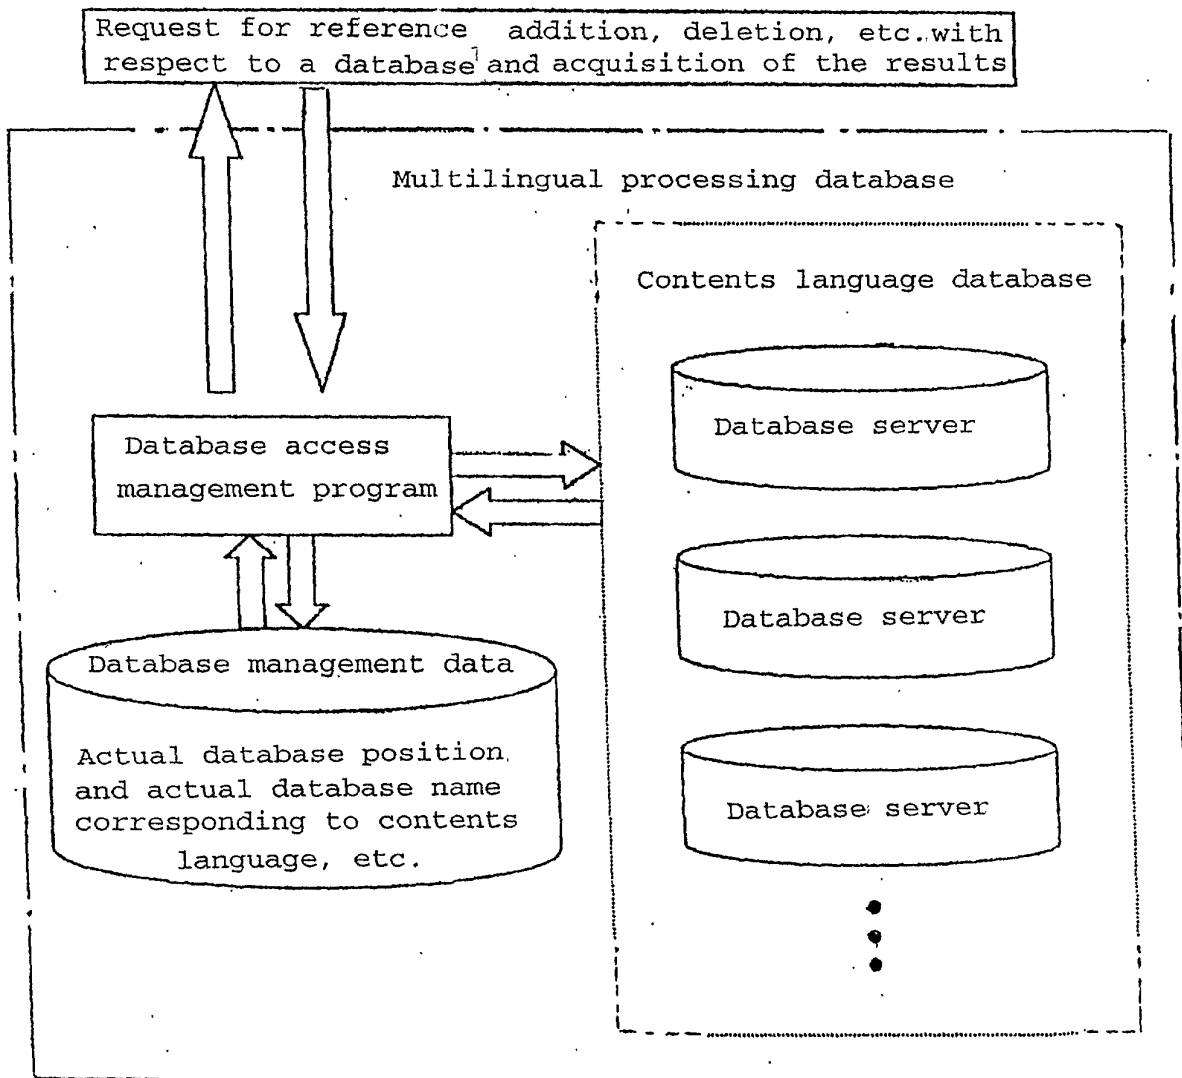 Request for reference addition, deletion, etc. with
respect to a database and acquisition of the results
Multilingual processing database
Contents language database
Database server
Database access
management program
Database server
Database management data
Actual database position
and actual database name
corresponding to contents
language, etc.
Database server